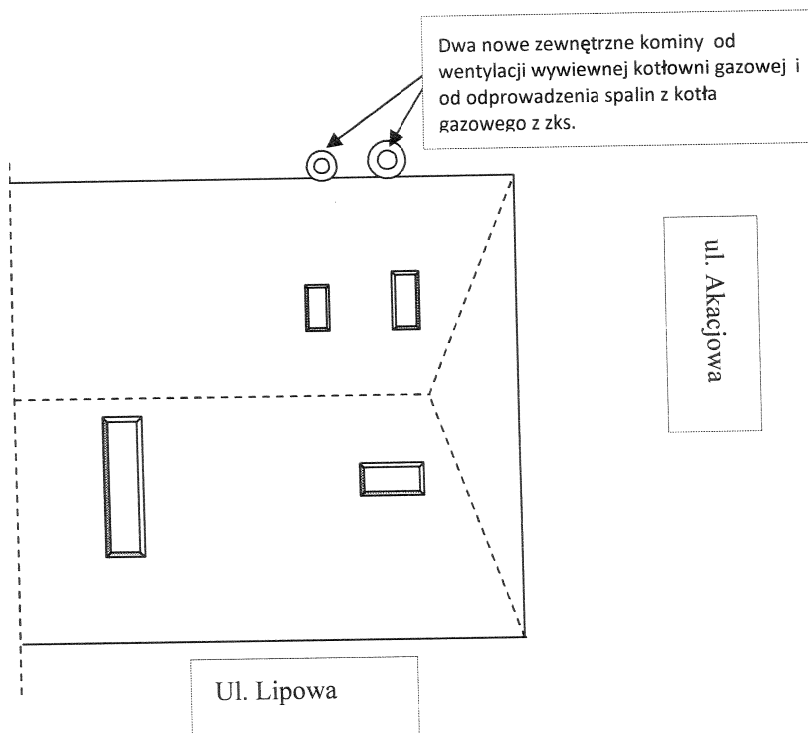 Dwa nowe zewnętrzne kominy od
wentylacji wywiewnej kotłowni gazowej i
od odprowadzenia spalin z kotła
gazowego z zks.
ul. Akacjowa
Ul. Lipowa